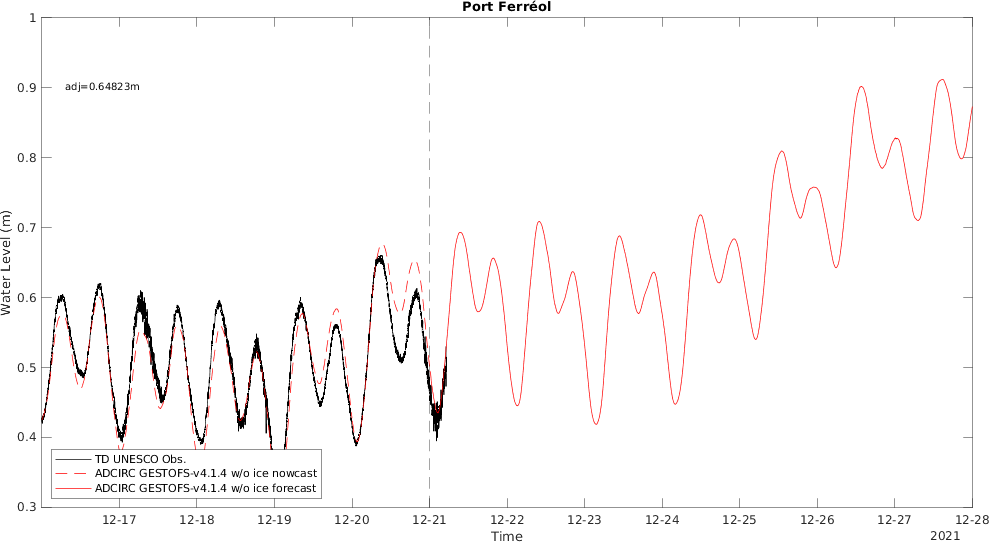 Port Ferréol
1
0.9
0.8
0.7
0.6
0.5
0.4
0.3
Water Level (m)
adj=0.64823m
TD UNESCO Obs.
ADCIRC GESTOFS-v4.1.4 w/o ice nowcast
ADCIRC GESTOFS-v4.1.4 w/o ice forecast
12-17 12-18 12-19 12-20 12-21 12-22 12-23 12-24 12-25 12-26 12-27 12-28
Time
2021